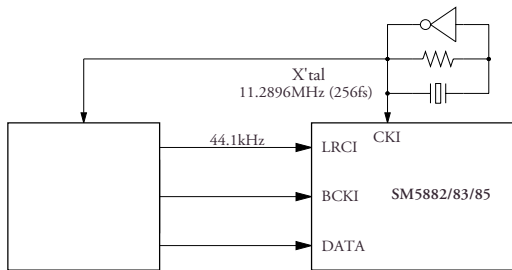 X'tal
11.2896MHz (256fs)
CKI
44.1kHz
LRCI
BCKI
SM5882/83/85
DATA